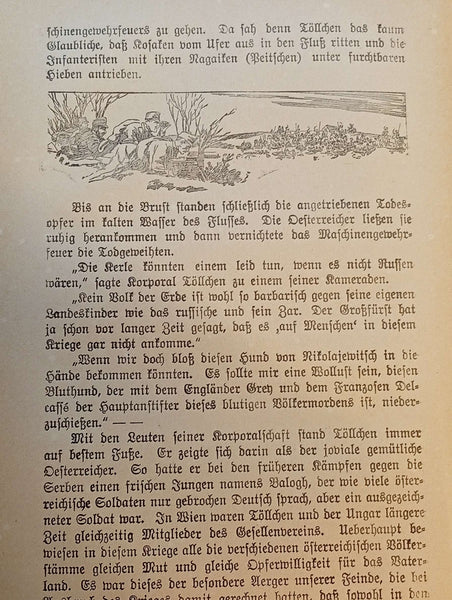 schinengewehrfeuers zu gehen. Da sah denn Töllchen das kaum
Glaubliche, daß Kosaken vom Ufer aus in den Fluß ritten und die
Infanteristen mit ihren Nagaiken (Peitschen) unter furchtbaren
Hieben antrieben.
Bis an die Brust standen schließlich die angetriebenen Todes-
opfer im kalten Wasser des Flusses. Die Oesterreicher ließen sie
ruhig herankommen und dann vernichtete das Maschinengewehr-
feuer die Todgeweihten.
„Die Kerle könnten einem leid tun, wenn es nicht Russen
wären,“ sagte Korporal Töllchen zu einem seiner Kameraden.
„Kein Volk der Erde ist wohl so barbarisch gegen seine eigenen
Landeskinder wie das russische und sein Zar. Der Großfürst hat
ja schon vor langer Zeit gesagt, daß es ‚auf Menschen‘ in diesem
Kriege gar nicht ankomme.“
„Wenn wir doch bloß diesen Hund von Nikolajewitsch in die
Hände bekommen könnten. Es sollte mir eine Wollust sein, diesen
Bluthund, der mit dem Engländer Grey und dem Franzosen Del-
cassé der Hauptanstifter dieses blutigen Völkermordens ist, nieder-
zuschießen.“ — —
Mit den Leuten seiner Korporalschaft stand Töllchen immer
auf bestem Fuße. Er zeigte sich darin als der joviale gemütliche
Oesterreicher. So hatte er bei den früheren Kämpfen gegen die
Serben einen frischen Jungen namens Balogh, der wie viele öster-
reichische Soldaten nur gebrochen Deutsch sprach, aber ein ausgezeich-
neter Soldat war. In Wien waren Töllchen und der Ungar längere
Zeit gleichzeitig Mitglieder des Gesellenvereins. Ueberhaupt be-
wiesen in diesem Kriege alle die verschiedenen österreichischen Völker-
stämme gleichen Mut und gleiche Opferwilligkeit für das Vater-
land. Es war dieses der besondere Aerger unserer Feinde, die bei
des Krieges damit gerechnet hatten, daß sowohl in dem